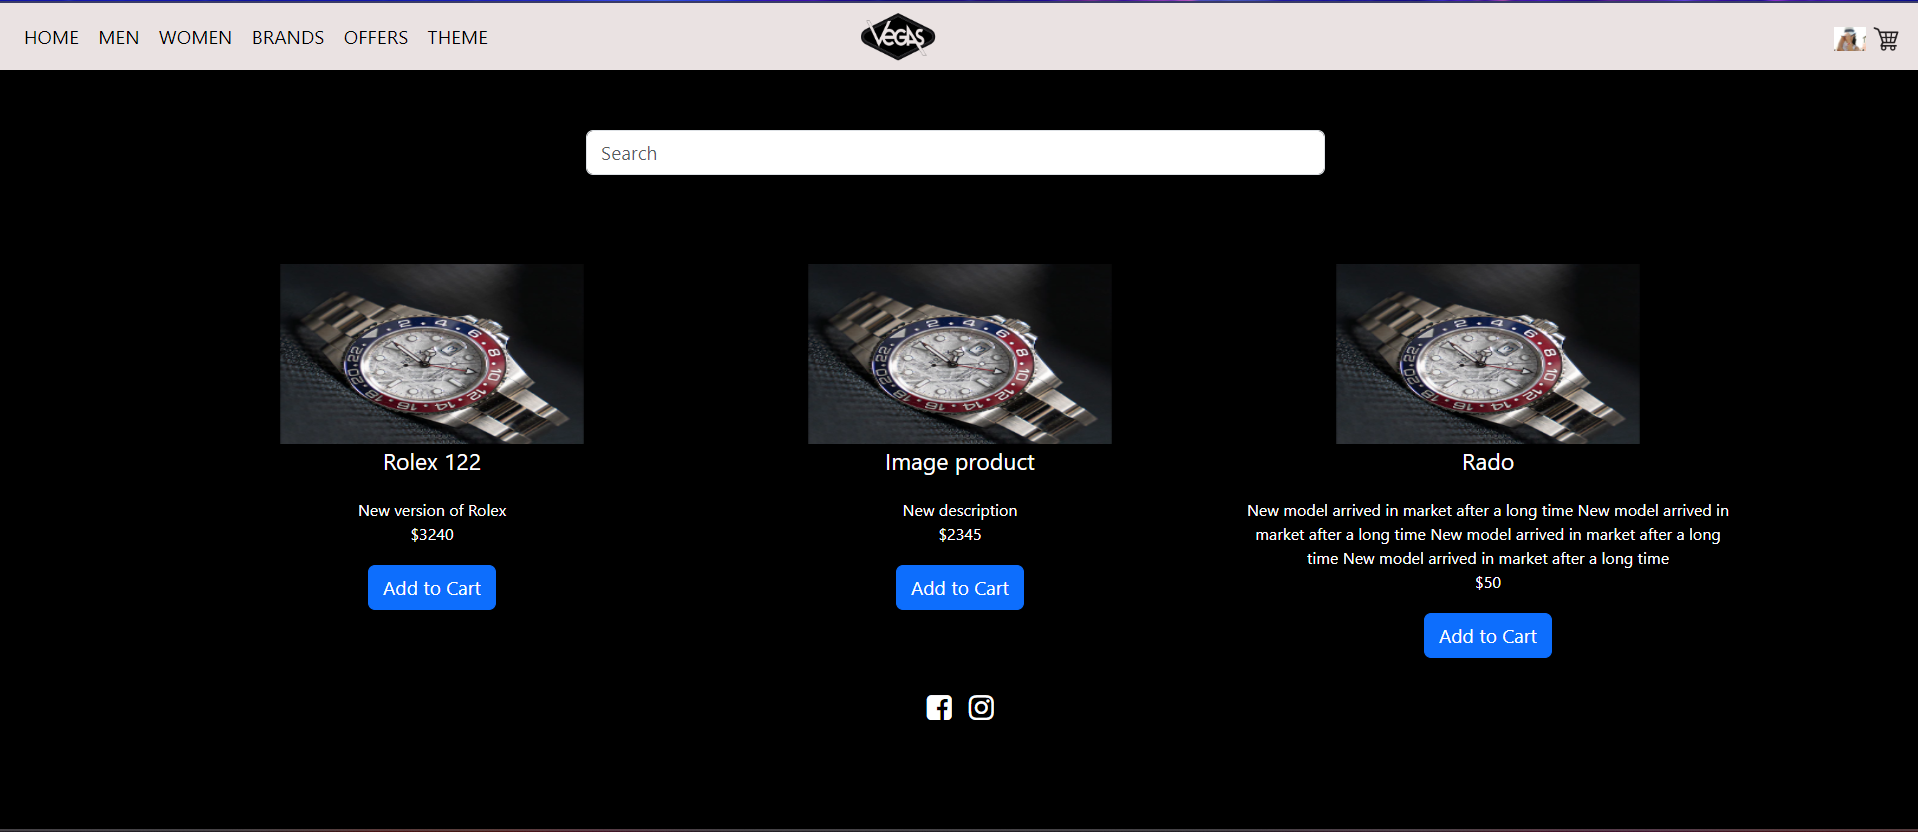 HOME MEN WOMEN BRANDS OFFERS THEME
VEGAS
Search
Rolex 122
New version of Rolex
$3240
Add to Cart
Image product
New description
$2345
Add to Cart
Rado
New model arrived in market after a long time New model arrived in
market after a long time New model arrived in market after a long
time New model arrived in market after a long time
$50
Add to Cart